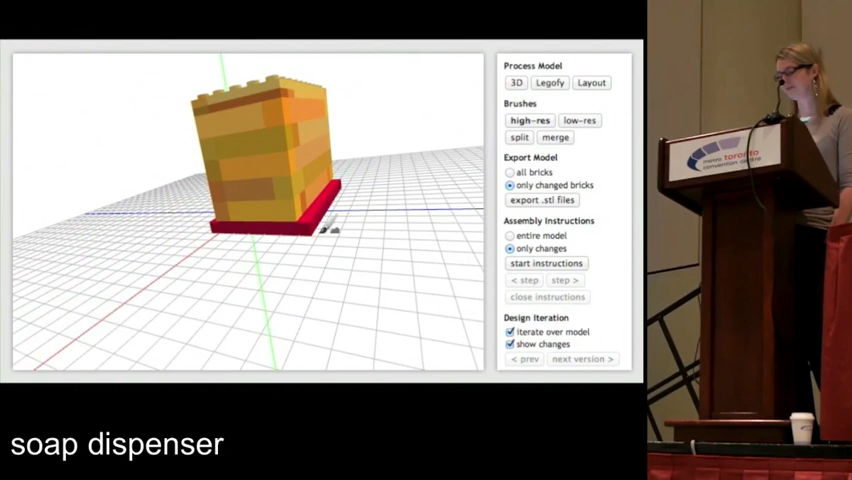 Process Model
3D Legofy Layout
Brushes
high-res low-res
split merge
Export Model
all bricks
only changed bricks
export .stl files
Assembly Instructions
entire model
only changes
start instructions
< step step >
close instructions
Design Iteration
iterate over model
show changes
< prev next version >
soap dispenser
metro toronto
convention centre